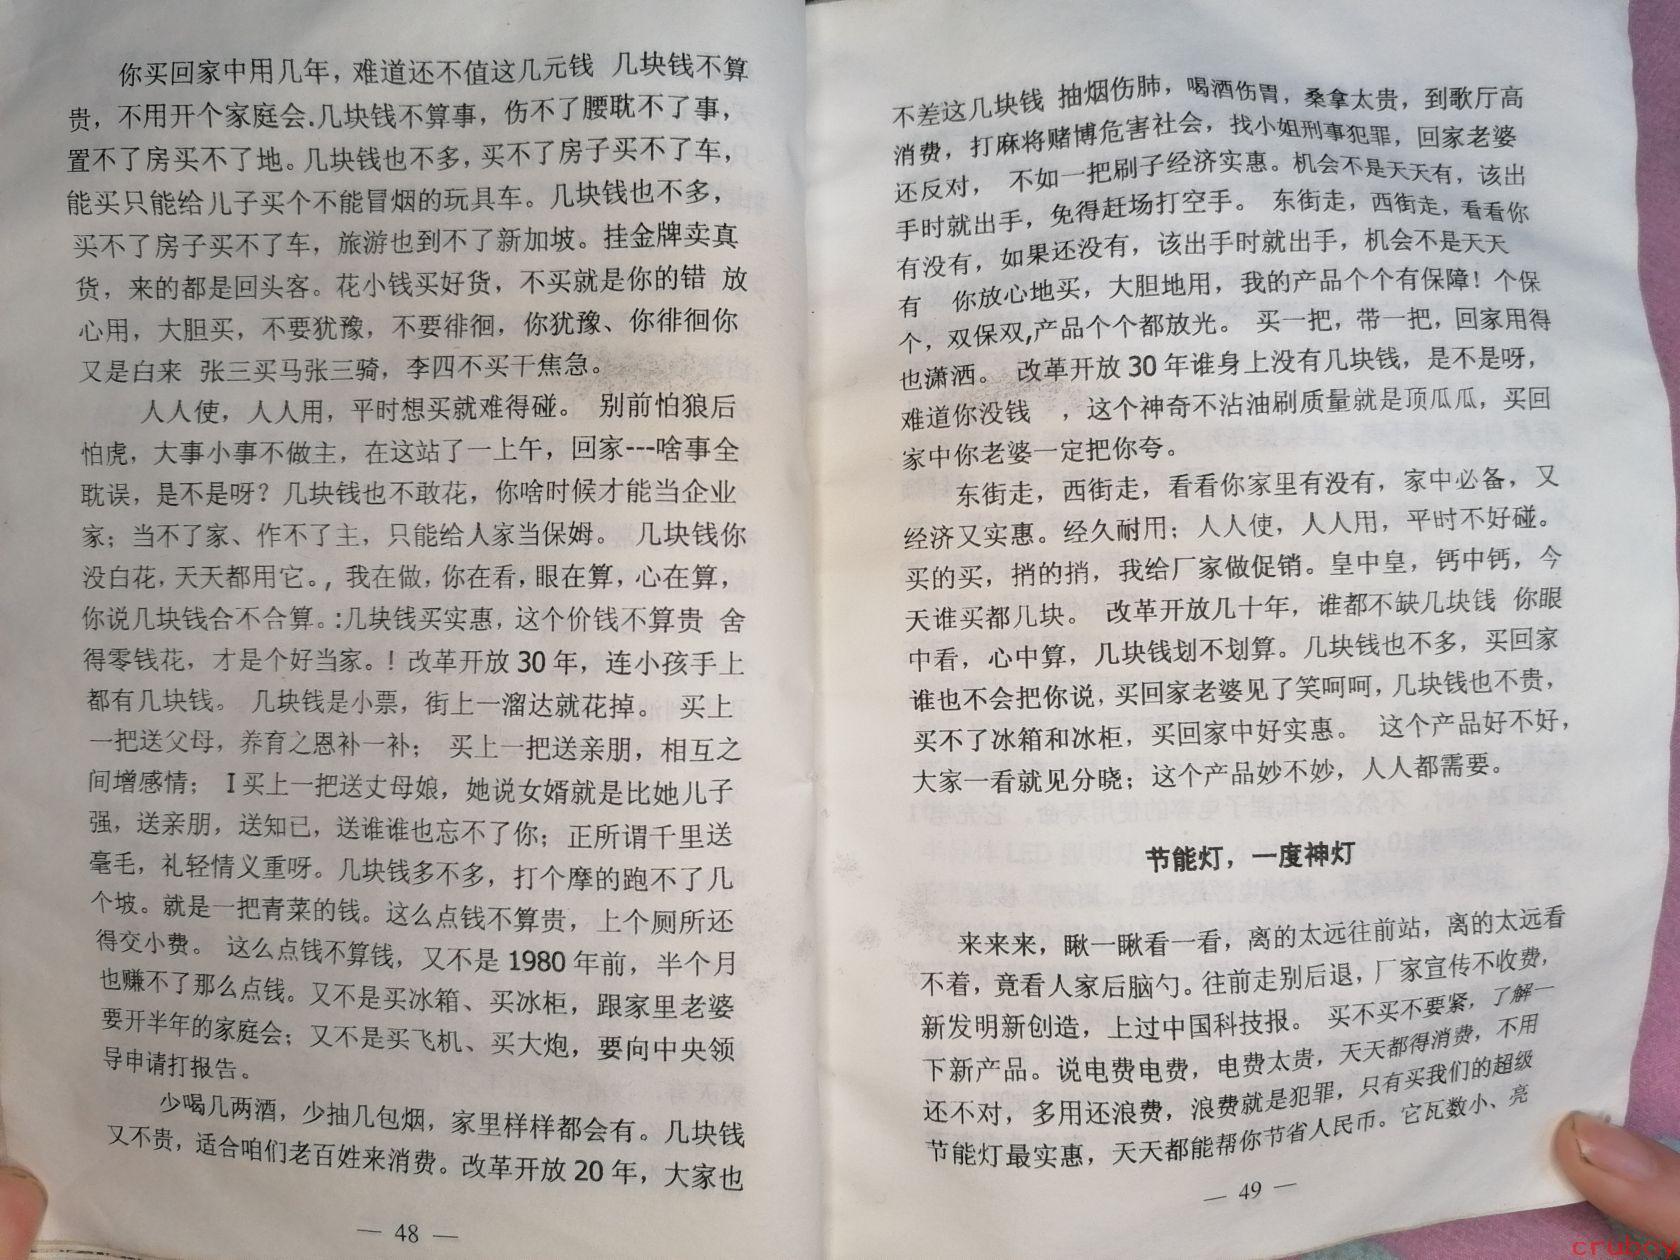 你买回家中用几年，难道还不值这几元钱 几块钱不算
贵，不用开个家庭会.几块钱不算事，伤不了腰耽不了事，
置不了房买不了地。几块钱也不多，买不了房子买不了车，
能买只能给儿子买个不能冒烟的玩具车。几块钱也不多，
买不了房子买不了车，旅游也到不了新加坡。挂金牌卖真
货，来的都是回头客。花小钱买好货，不买就是你的错 放
心用，大胆买，不要犹豫，不要徘徊，你犹豫、你徘徊你
又是白来 张三买马张三骑，李四不买干焦急。
人人使，人人用，平时想买就难得碰。 别前怕狼后
怕虎，大事小事不做主，在这站了一上午，回家---啥事全
耽误，是不是呀？几块钱也不敢花，你啥时候才能当企业
家；当不了家、作不了主，只能给人家当保姆。 几块钱你
没白花，天天都用它。，我在做，你在看，眼在算，心在算，
你说几块钱合不合算。:几块钱买实惠，这个价钱不算贵 舍
得零钱花，才是个好当家。！改革开放 30 年，连小孩手上
都有几块钱。 几块钱是小票，街上一溜达就花掉。 买上
一把送父母，养育之恩补一补； 买上一把送亲朋，相互之
间增感情； I 买上一把送丈母娘，她说女婿就是比她儿子
强，送亲朋，送知已，送谁谁也忘不了你；正所谓千里送
毫毛，礼轻情义重呀。几块钱多不多，打个摩的跑不了几
个坡。就是一把青菜的钱。这么点钱不算贵，上个厕所还
得交小费。 这么点钱不算钱，又不是 1980 年前，半个月
也赚不了那么点钱。又不是买冰箱、买冰柜，跟家里老婆
要开半年的家庭会；又不是买飞机、买大炮，要向中央领
导申请打报告。
少喝几两酒，少抽几包烟，家里样样都会有。几块钱
又不贵，适合咱们老百姓来消费。改革开放 20 年，大家也
— 48 —
不差这几块钱 抽烟伤肺，喝酒伤胃，桑拿太贵，到歌厅高
消费，打麻将赌博危害社会，找小姐刑事犯罪，回家老婆
还反对， 不如一把刷子经济实惠。机会不是天天有，该出
手时就出手，免得赶场打空手。 东街走，西街走，看看你
有没有，如果还没有，该出手时就出手，机会不是天天
有 你放心地买，大胆地用，我的产品个个有保障！个保
个，双保双,产品个个都放光。 买一把，带一把，回家用得
也潇洒。 改革开放 30 年谁身上没有几块钱，是不是呀，
难道你没钱 ，这个神奇不沾油刷质量就是顶瓜瓜，买回
家中你老婆一定把你夸。
东街走，西街走，看看你家里有没有，家中必备，又
经济又实惠。经久耐用；人人使，人人用，平时不好碰。
买的买，捎的捎，我给厂家做促销。皇中皇，钙中钙，今
天谁买都几块。 改革开放几十年，谁都不缺几块钱 你眼
中看，心中算，几块钱划不划算。几块钱也不多，买回家
谁也不会把你说，买回家老婆见了笑呵呵，几块钱也不贵，
买不了冰箱和冰柜，买回家中好实惠。 这个产品好不好，
大家一看就见分晓；这个产品妙不妙，人人都需要。
节能灯，一度神灯
来来来，瞅一瞅看一看，离的太远往前站，离的太远看
不着，竟看人家后脑勺。往前走别后退，厂家宣传不收费，
新发明新创造，上过中国科技报。 买不买不要紧，了解一
下新产品。说电费电费，电费太贵，天天都得消费，不用
还不对，多用还浪费，浪费就是犯罪，只有买我们的超级
节能灯最实惠，天天都能帮你节省人民币。它瓦数小、亮
— 49 —